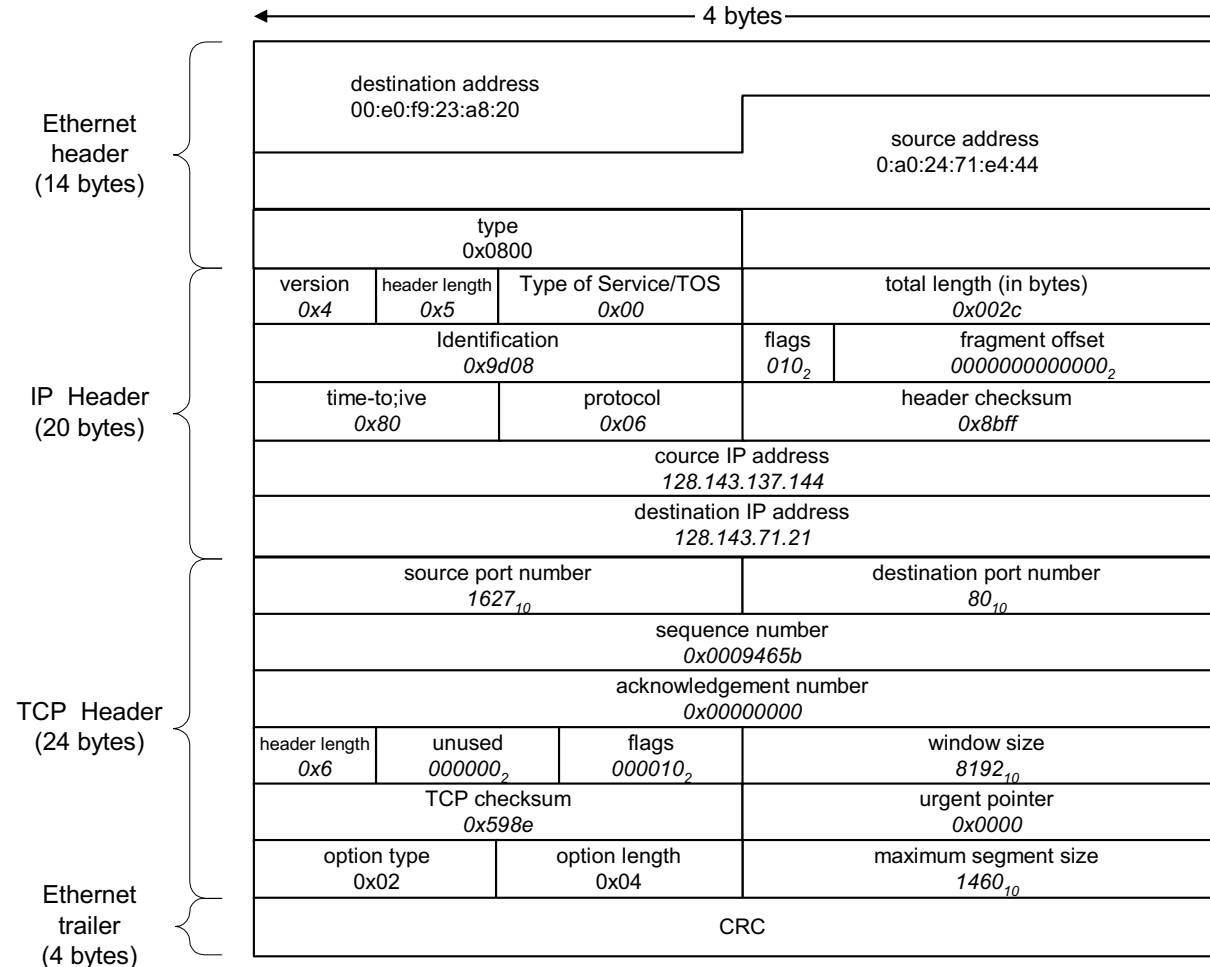 4 bytes
Ethernet
header
(14 bytes)
destination address
00:e0:f9:23:a8:20
source address
0:a0:24:71:e4:44
type
0x0800
IP Header
(20 bytes)
version
0x4
header length
0x5
Type of Service/TOS
0x00
total length (in bytes)
0x002c
Identification
0x9d08
flags
010₂
fragment offset
0000000000000₂
time-to;ive
0x80
protocol
0x06
header checksum
0x8bff
cource IP address
128.143.137.144
destination IP address
128.143.71.21
TCP Header
(24 bytes)
source port number
1627₁₀
destination port number
80₁₀
sequence number
0x0009465b
acknowledgement number
0x00000000
header length
0x6
unused
000000₂
flags
000010₂
window size
8192₁₀
TCP checksum
0x598e
urgent pointer
0x0000
option type
0x02
option length
0x04
maximum segment size
1460₁₀
Ethernet
trailer
(4 bytes)
CRC